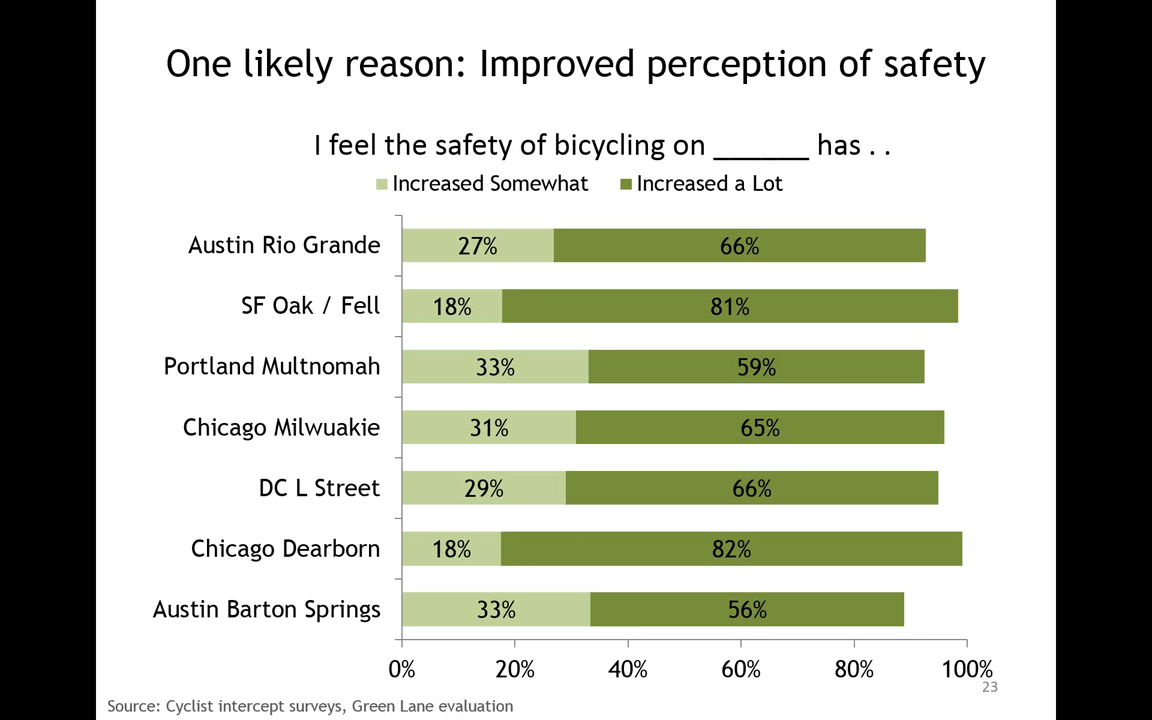 One likely reason: Improved perception of safety
I feel the safety of bicycling on ______ has . .
Increased Somewhat Increased a Lot
Austin Rio Grande 27% 66%
SF Oak / Fell 18% 81%
Portland Multnomah 33% 59%
Chicago Milwuakie 31% 65%
DC L Street 29% 66%
Chicago Dearborn 18% 82%
Austin Barton Springs 33% 56%
0% 20% 40% 60% 80% 100%
23
Source: Cyclist intercept surveys, Green Lane evaluation